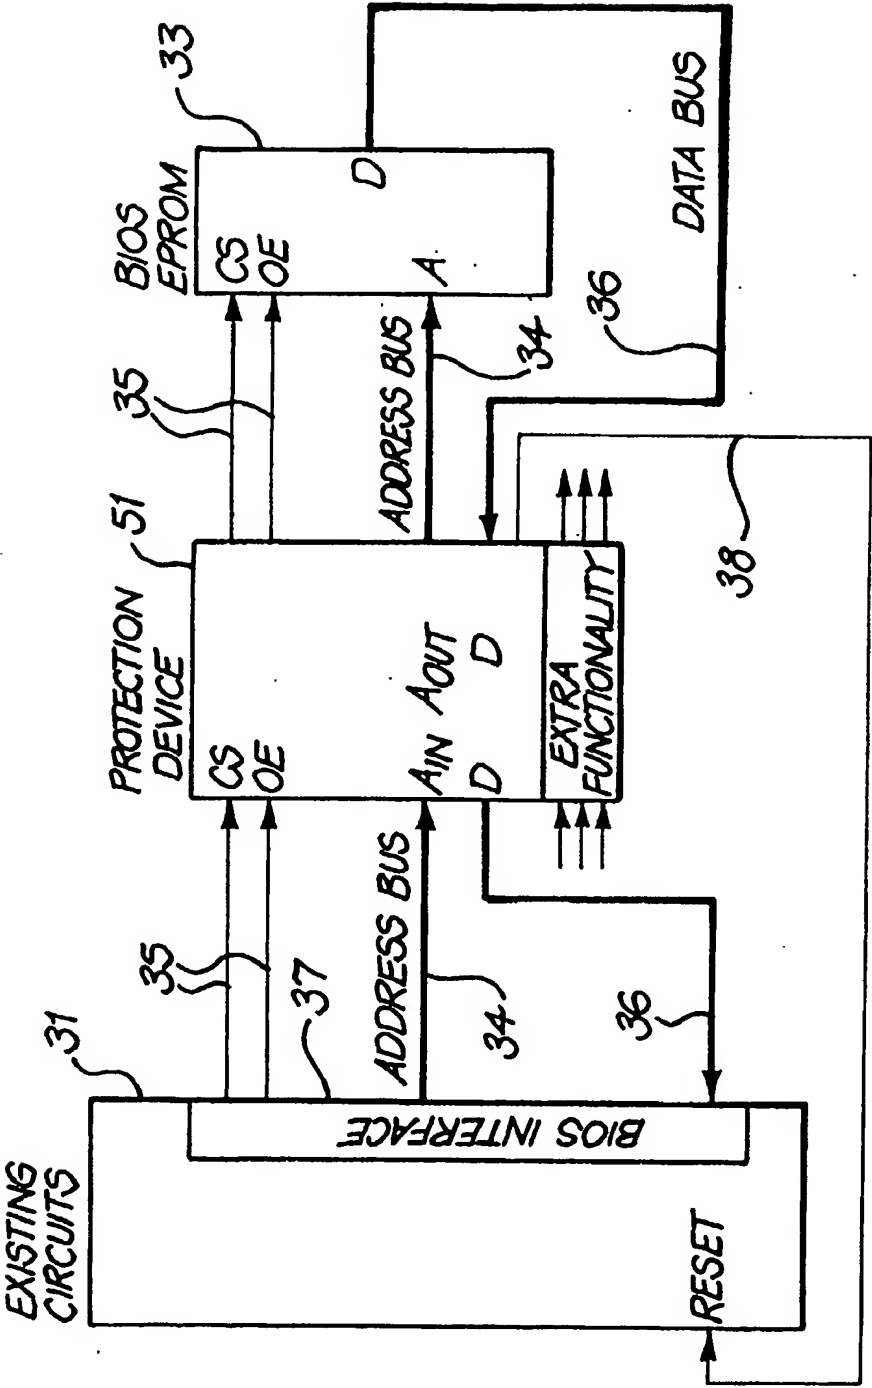 EXISTING
CIRCUITS
31
BIOS INTERFACE
RESET
35
37
ADDRESS BUS
34
36
PROTECTION
DEVICE
51
CS
OE
AIN AOUT
D D
EXTRA
FUNCTIONALITY
35
ADDRESS BUS
34
38
BIOS
EPROM
33
CS
OE
D
A
36
DATA BUS